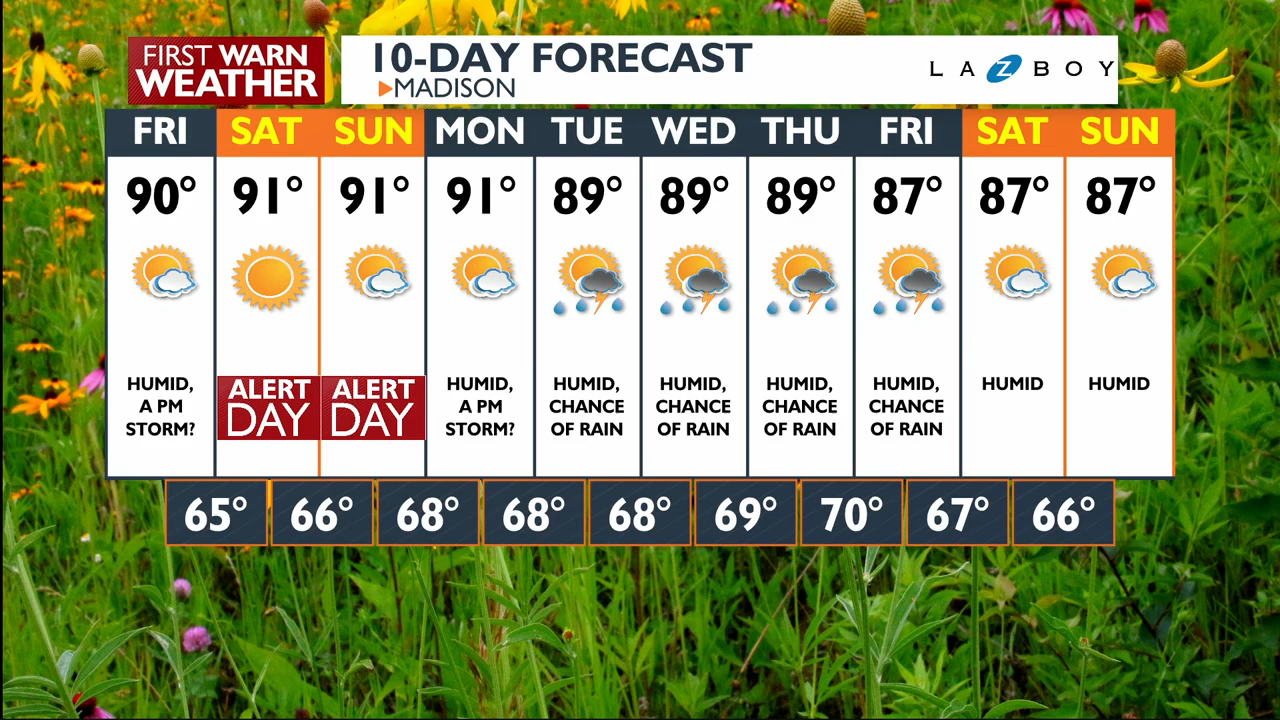 FIRST WARN
WEATHER
10-DAY FORECAST
MADISON
LAZBOY
FRI SAT SUN MON TUE WED THU FRI SAT SUN
90° 91° 91° 91° 89° 89° 89° 87° 87° 87°
HUMID,
A PM
STORM?
ALERT
DAY
ALERT
DAY
HUMID,
A PM
STORM?
HUMID,
CHANCE
OF RAIN
HUMID,
CHANCE
OF RAIN
HUMID,
CHANCE
OF RAIN
HUMID,
CHANCE
OF RAIN
HUMID
HUMID
65° 66° 68° 68° 68° 69° 70° 67° 66°